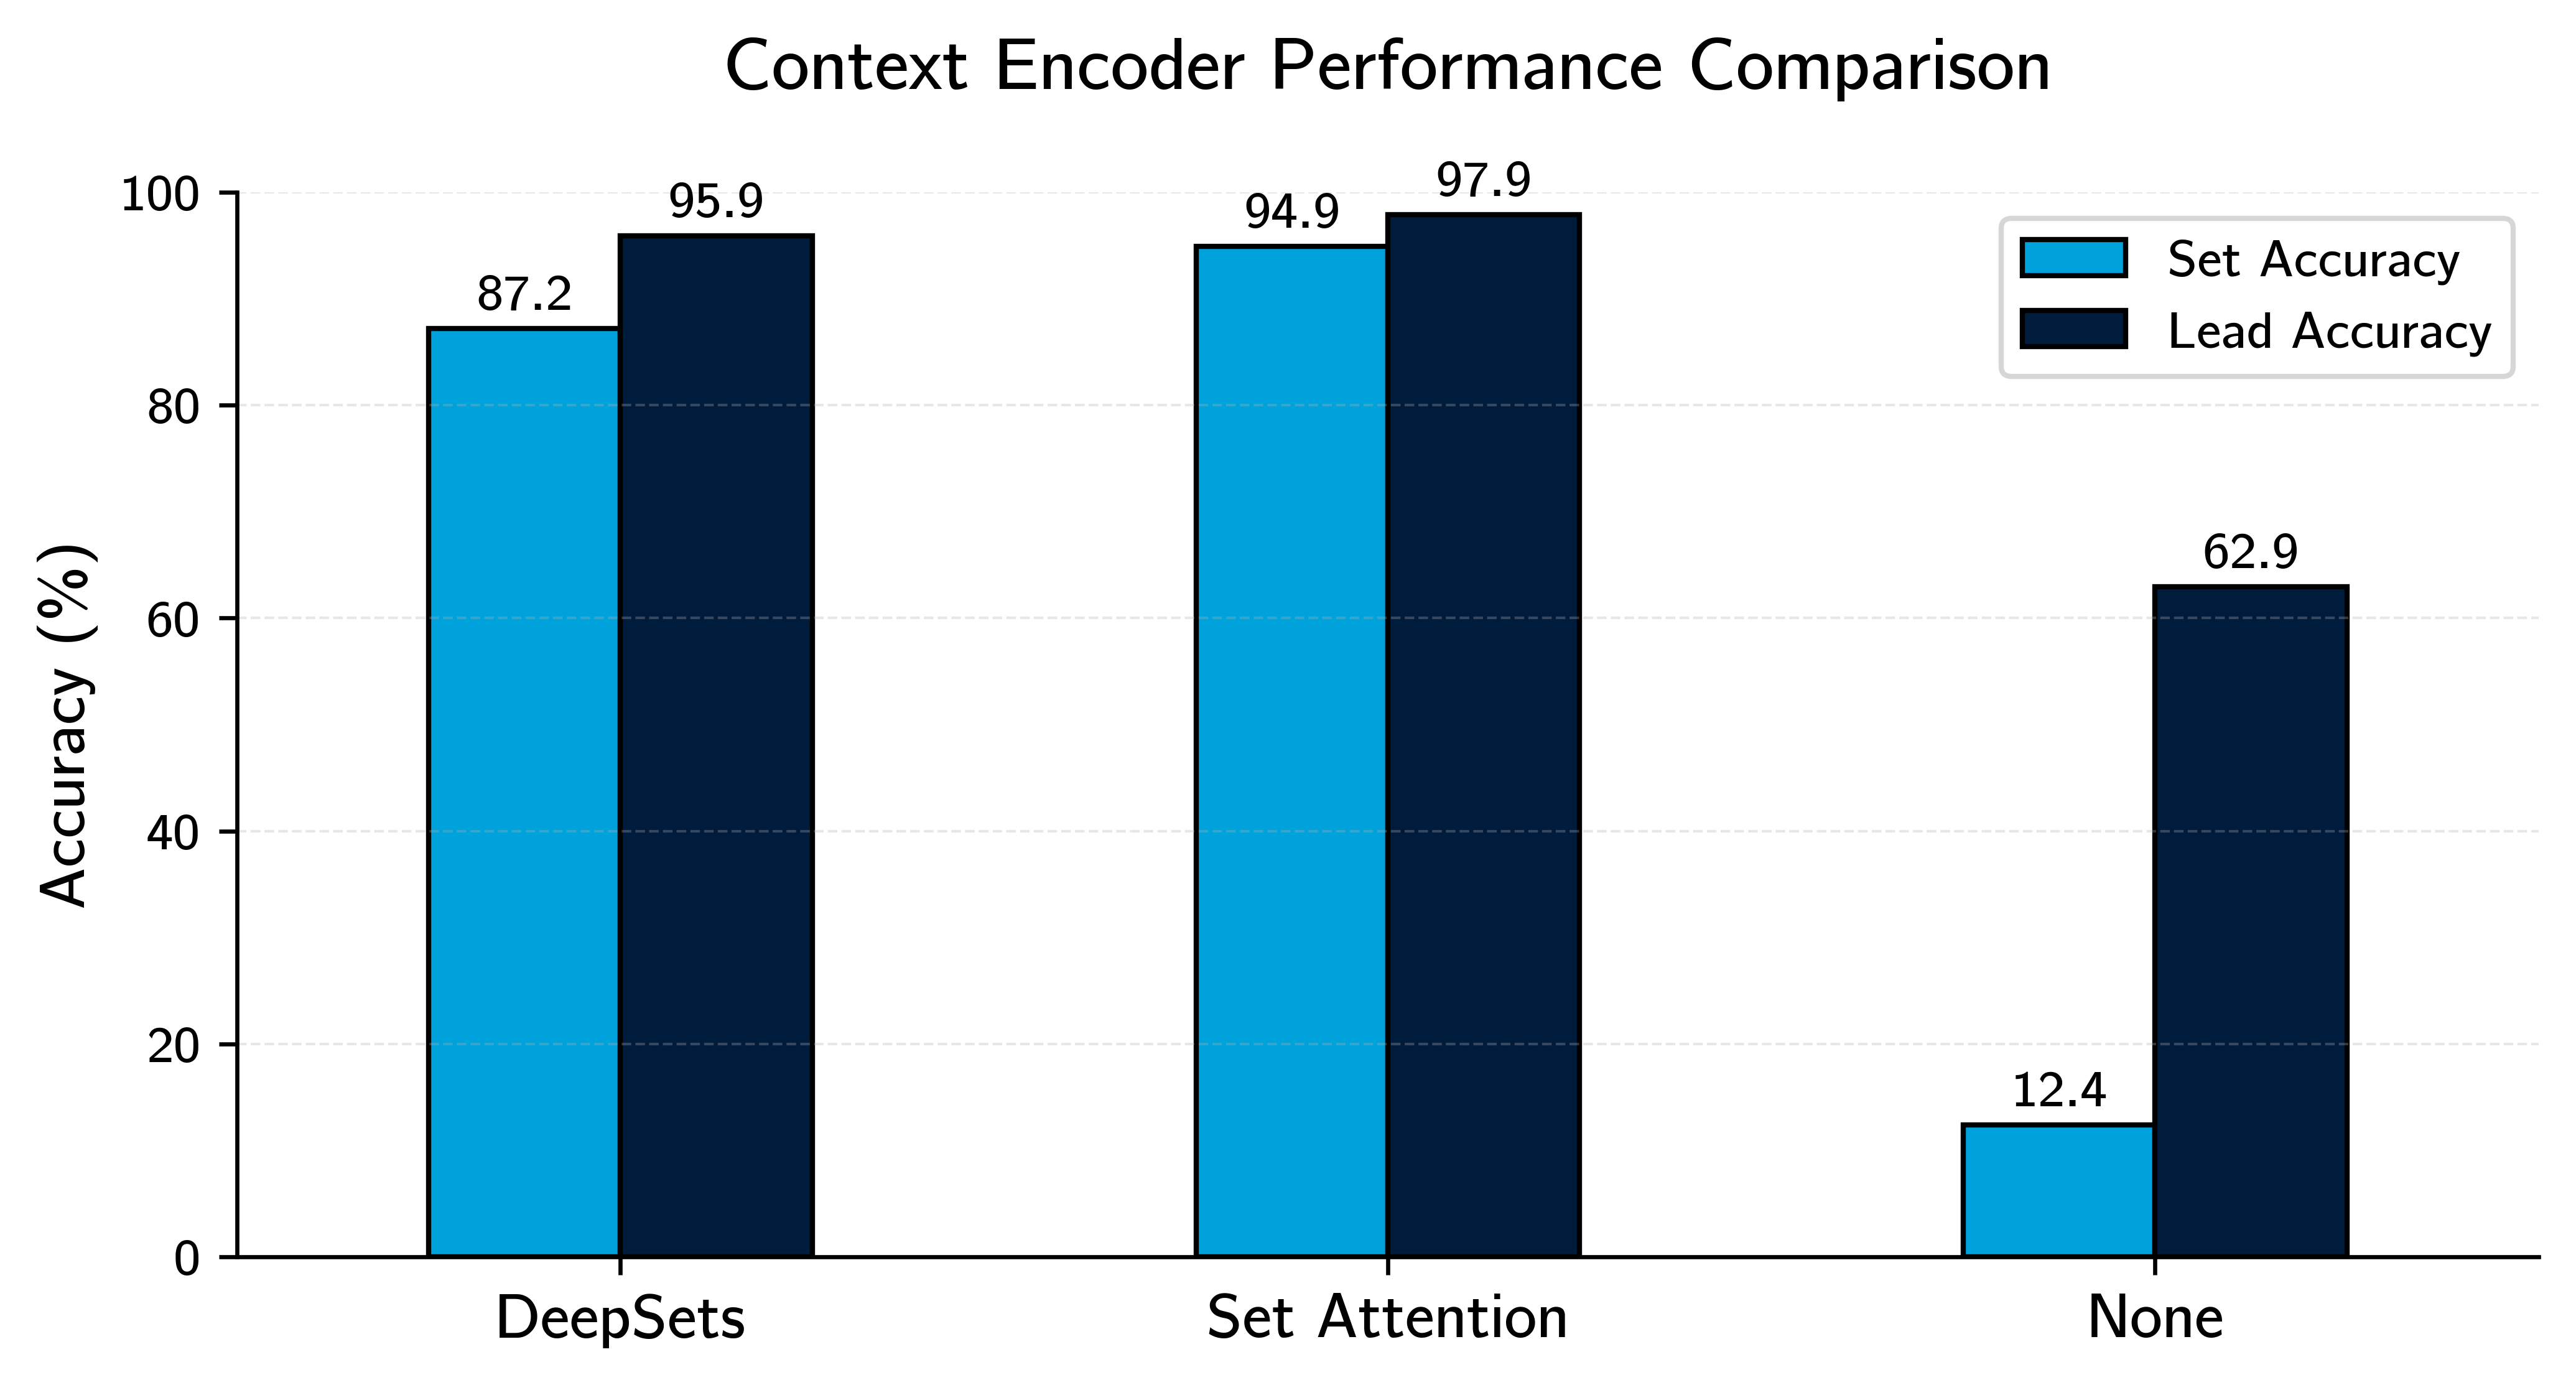 Context Encoder Performance Comparison
Accuracy (%)
100
80
60
40
20
0
87.2
95.9
94.9
97.9
12.4
62.9
Set Accuracy
Lead Accuracy
DeepSets
Set Attention
None